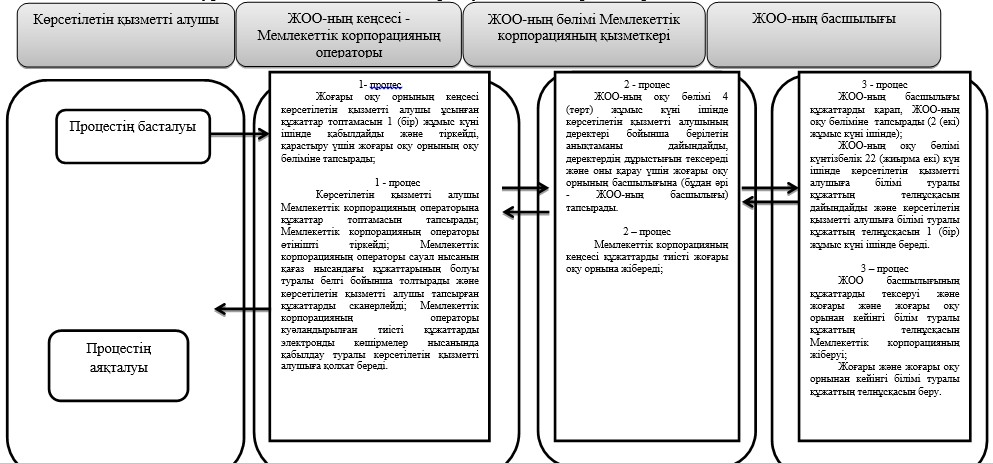 Көрсетілетін қызметті алушы
ЖОО-ның кеңсесі -
Мемлекеттік корпорацияның
операторы
ЖОО-ның бөлімі Мемлекеттік
корпорацияның қызметкері
ЖОО-ның басшылығы
Процестің басталуы
Процестің
аяқталуы
1- процес
Жоғары оқу орнының кеңсесі
көрсетілетін қызметті алушы ұсынған
құжаттар топтамасын 1 (бір) жұмыс күні
ішінде қабылдайды және тіркейді,
қарастыру үшін жоғары оқу орнының оқу
бөліміне тапсырады;
1 - процес
Көрсетілетін қызметті алушы
Мемлекеттік корпорацияның операторына
құжаттар топтамасын тапсырады;
Мемлекеттік корпорацияның операторы
өтінішті тіркейді; Мемлекеттік
корпорацияның операторы сауал нысанын
қағаз нысандағы құжаттарының болуы
туралы белгі бойынша толтырады және
көрсетілетін қызметті алушы тапсырған
құжаттарды сканерлейді; Мемлекеттік
корпорацияның операторы
куәландырылған тиісті құжаттарды
электронды көшірмелер нысанында
қабылдау туралы көрсетілетін қызметті
алушыға қолхат береді.
2 - процес
ЖОО-ның оқу бөлімі 4
(төрт) жұмыс күні ішінде
көрсетілетін қызметті алушының
деректері бойынша берілетін
анықтаманы дайындайды,
деректердің дұрыстығын тексереді
және оны қарау үшін жоғары оқу
орнының басшылығына (бұдан әрі
- ЖОО-ның басшылығы)
тапсырады.
2 – процес
Мемлекеттік корпорацияның
кеңсесі құжаттарды тиісті жоғары
оқу орнына жібереді;
3 - процес
ЖОО-ның басшылығы
құжаттарды қарап, ЖОО-ның
оқу бөліміне тапсырады (2 (екі)
жұмыс күні ішінде);
ЖОО-ның оқу бөлімі
күнтізбелік 22 (жиырма екі) күн
ішінде көрсетілетін қызметті
алушыға білімі туралы
құжаттың телнұсқасын
дайындайды және көрсетілетін
қызметті алушыға білімі туралы
құжаттың телнұсқасын 1 (бір)
жұмыс күні ішінде береді.
3 – процес
ЖОО басшылығының
құжаттарды тексеруі және
жоғары және жоғары оқу
орынан кейінгі білім туралы
құжаттың телнұсқасын
Мемлекеттік корпорацияның
жіберуі;
Жоғары және жоғары оқу
орнынан кейінгі білімі туралы
құжаттың телнұсқасын беру.